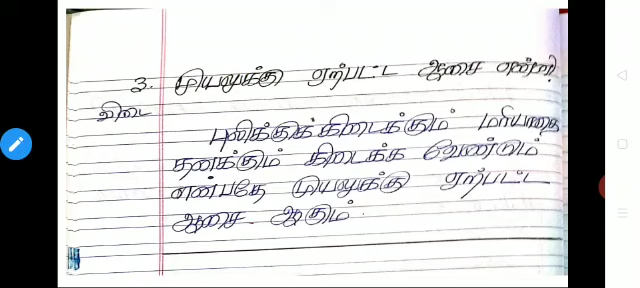 3. முயலுக்கு ஏற்பட்ட ஆசை என்ன?
விடை
புலிக்குக் கிடைக்கும் மரியாதை
தனக்கும் கிடைக்க வேண்டும்
என்பதே முயலுக்கு ஏற்பட்ட
ஆசை ஆகும்.